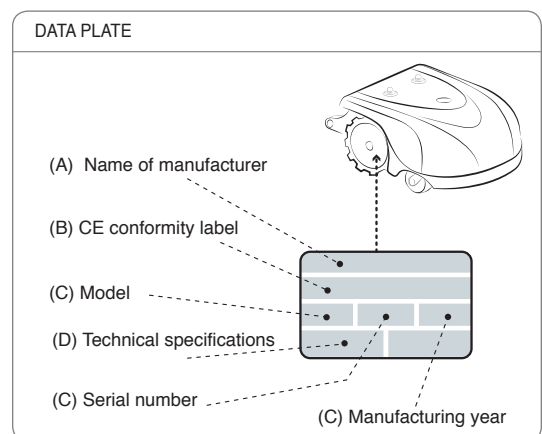 DATA PLATE
(A) Name of manufacturer
(B) CE conformity label
(C) Model
(D) Technical specifications
(C) Serial number
(C) Manufacturing year